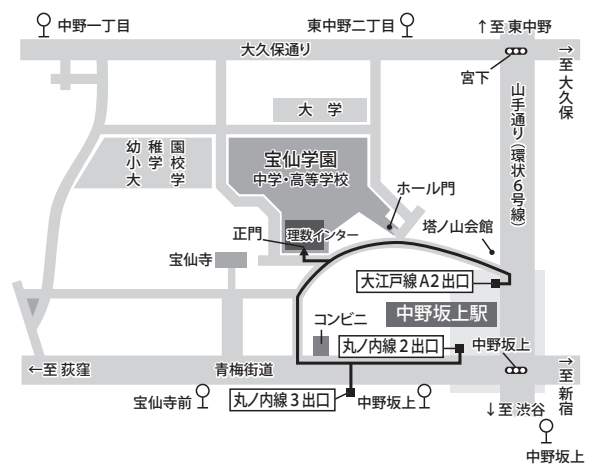 中野一丁目
東中野二丁目
↑至 東中野
大久保通り
宮下
→至 大久保
山手通り(環状6号線)
大 学
幼 稚 園
小 学 校
大 学
宝仙学園
中学・高等学校
ホール門
理数インター
正門
塔ノ山会館
宝仙寺
大江戸線A2出口
中野坂上駅
コンビニ
丸ノ内線2出口
中野坂上
←至 荻窪
青梅街道
→至 新宿
宝仙寺前
丸ノ内線3出口
中野坂上
↓至 渋谷
中野坂上